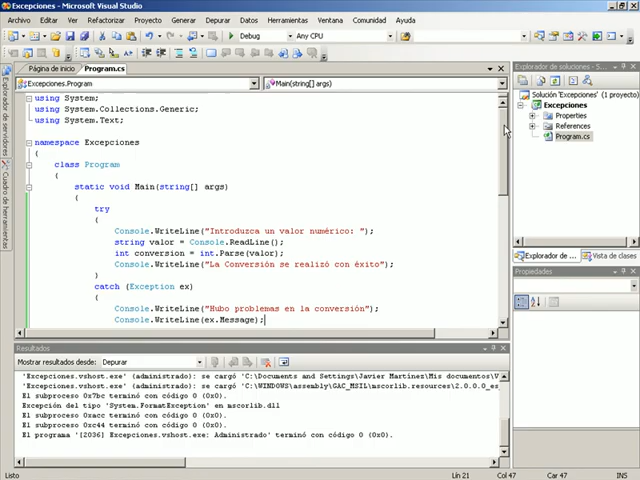 Excepciones - Microsoft Visual Studio
Archivo Editar Ver Refactorizar Proyecto Generar Depurar Datos Herramientas Ventana Comunidad Ayuda
Debug Any CPU
Página de inicio Program.cs
Excepciones.Program Main(string[] args)
using System;
using System.Collections.Generic;
using System.Text;
namespace Excepciones
{
class Program
{
static void Main(string[] args)
{
try
{
Console.WriteLine("Introduzca un valor numérico: ");
string valor = Console.ReadLine();
int conversion = int.Parse(valor);
Console.WriteLine("La Conversión se realizó con éxito");
}
catch (Exception ex)
{
Console.WriteLine("Hubo problemas en la conversión");
Console.WriteLine(ex.Message);
Explorador de servidores
Cuadro de herramientas
Explorador de soluciones - S...
Solución "Excepciones" (1 proyecto)
Excepciones
Properties
References
Program.cs
Explorador de ... Vista de clases
Propiedades
Resultados
Mostrar resultados desde: Depurar
'Excepciones.vshost.exe' (administrado): se cargó 'C:\Documents and Settings\Javier Martínez\Mis documentos\V
'Excepciones.vshost.exe' (administrado): se cargó 'C:\WINDOWS\assembly\GAC_MSIL\mscorlib.resources\2.0.0.0_es
El subproceso 0x7bc terminó con código 0 (0x0).
Excepción del tipo 'System.FormatException' en mscorlib.dll
El subproceso 0xacc terminó con código 0 (0x0).
El subproceso 0xc44 terminó con código 0 (0x0).
El programa '[2036] Excepciones.vshost.exe: Administrado' terminó con código 0 (0x0).
Listo Lín 21 Col 47 Car 47